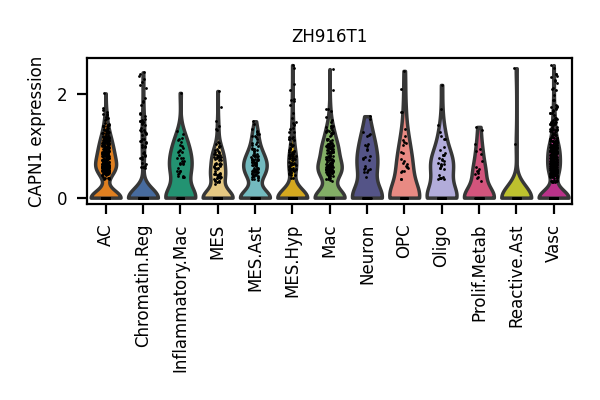 ZH916T1
CAPN1 expression
2
0
AC
Chromatin.Reg
Inflammatory.Mac
MES
MES.Ast
MES.Hyp
Mac
Neuron
OPC
Oligo
Prolif.Metab
Reactive.Ast
Vasc